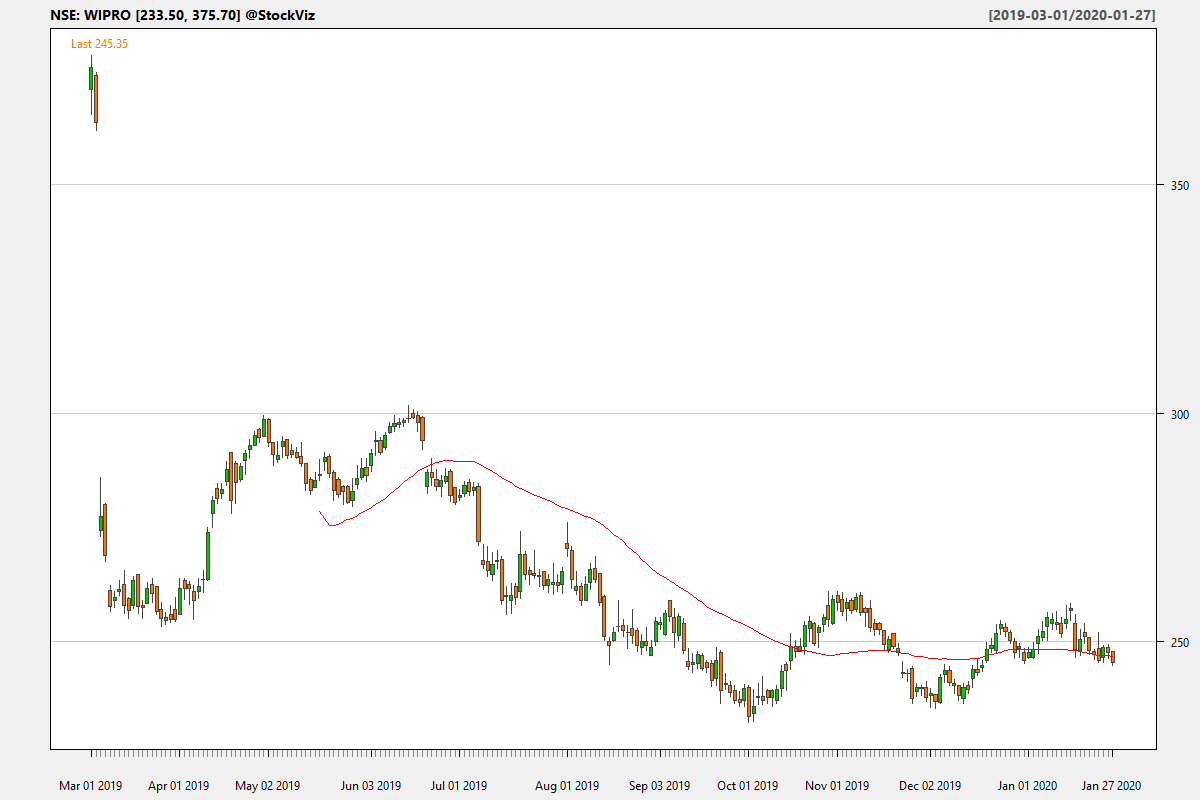 NSE: WIPRO [233.50, 375.70] @StockViz [2019-03-01/2020-01-27]
Last 245.35
350
300
250
Mar 01 2019 Apr 01 2019 May 02 2019 Jun 03 2019 Jul 01 2019 Aug 01 2019 Sep 03 2019 Oct 01 2019 Nov 01 2019 Dec 02 2019 Jan 01 2020 Jan 27 2020